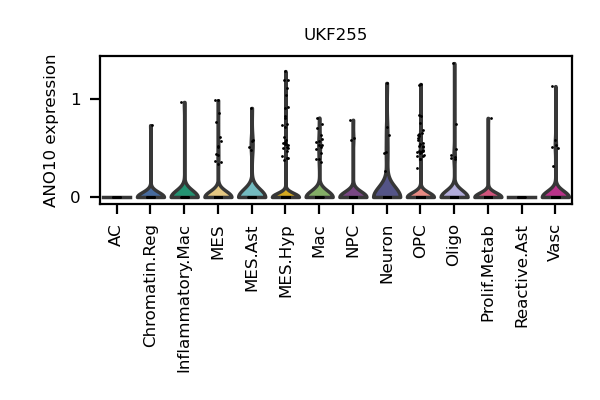 UKF255
ANO10 expression
1
0
AC
Chromatin.Reg
Inflammatory.Mac
MES
MES.Ast
MES.Hyp
Mac
NPC
Neuron
OPC
Oligo
Prolif.Metab
Reactive.Ast
Vasc